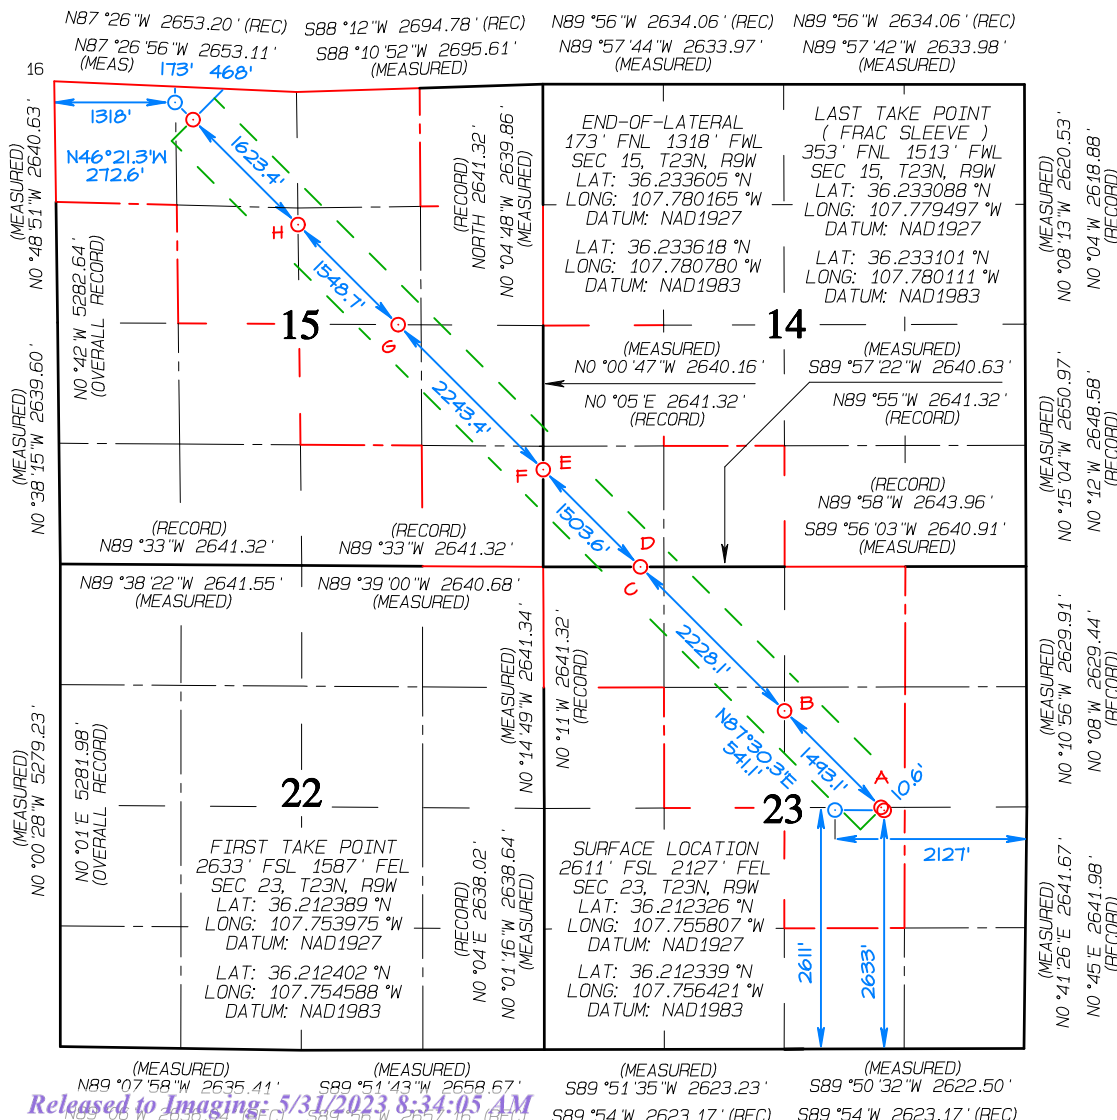 N87 °26 "W 2653.20 ' (REC)
S88 °12 "W 2694.78 ' (REC)
N89 °56 "W 2634.06 (REC)
N89 °56 "W 2634.06 (REC)
N87 °26 '56 "W 2653.11 '
(MEAS)
S88 °10 '52 "W 2695.61 '
(MEASURED)
N89 °57 '44 "W 2633.97 '
(MEASURED)
N89 °57 '42 "W 2633.98 '
(MEASURED)
16
173'
468'
1318'
N46°21.3'W
272.6'
1623.4'
H
1548.7'
G
2243.4'
F
E
1503.6'
D
C
2228.1'
B
1493.1'
A
10.6'
N87°30.3'E
541.1'
2127'
2611'
2633'
15
14
22
23
END-OF-LATERAL
173 ' FNL 1318 ' FWL
SEC 15, T23N, R9W
LAT: 36.233605 °N
LONG: 107.780165 °W
DATUM: NAD1927
LAT: 36.233618 °N
LONG: 107.780780 °W
DATUM: NAD1983
LAST TAKE POINT
( FRAC SLEEVE )
353 ' FNL 1513 ' FWL
SEC 15, T23N, R9W
LAT: 36.233088 °N
LONG: 107.779497 °W
DATUM: NAD1927
LAT: 36.233101 °N
LONG: 107.780111 °W
DATUM: NAD1983
(MEASURED)
N0 °48 '51 "W 2640.63 '
N0 °42 'W 5282.64 '
(OVERALL RECORD)
(MEASURED)
N0 °38 '15 "W 2639.60 '
(RECORD)
NORTH 2641.32 '
N0 °04 '48 "W 2639.86 '
(MEASURED)
(MEASURED)
N0 °08 '13 "W 2620.53 '
N0 °04 'W 2618.88 '
(RECORD)
(MEASURED)
N0 °00 '47 "W 2640.16 '
N0 °05 'E 2641.32 '
(RECORD)
(MEASURED)
S89 °57 '22 "W 2640.63 '
N89 °55 "W 2641.32 '
(RECORD)
(RECORD)
N89 °58 "W 2643.96 '
S89 °56 '03 "W 2640.91 '
(MEASURED)
(MEASURED)
N0 °15 '04 "W 2650.97 '
N0 °12 'W 2648.58 '
(RECORD)
(RECORD)
N89 °33 "W 2641.32 '
(RECORD)
N89 °33 "W 2641.32 '
N89 °38 '22 "W 2641.55 '
(MEASURED)
N89 °39 '00 "W 2640.68 '
(MEASURED)
(MEASURED)
N0 °14 '49 "W 2641.34 '
N0 °11 'W 2641.32 '
(RECORD)
(MEASURED)
N0 °10 '56 "W 2629.91 '
N0 °08 'W 2629.44 '
(RECORD)
(MEASURED)
N0 °00 '28 "W 5279.23 '
N0 °01 'E 5281.98 '
(OVERALL RECORD)
FIRST TAKE POINT
2633 ' FSL 1587 ' FEL
SEC 23, T23N, R9W
LAT: 36.212389 °N
LONG: 107.753975 °W
DATUM: NAD1927
LAT: 36.212402 °N
LONG: 107.754588 °W
DATUM: NAD1983
(RECORD)
N0 °04 'E 2638.02 '
N0 °01 '16 "W 2638.64 '
(MEASURED)
SURFACE LOCATION
2611 ' FSL 2127 ' FEL
SEC 23, T23N, R9W
LAT: 36.212326 °N
LONG: 107.755807 °W
DATUM: NAD1927
LAT: 36.212339 °N
LONG: 107.756421 °W
DATUM: NAD1983
(MEASURED)
N0 °41 '26 "E 2641.67 '
N0 °45 'E 2641.98 '
(RECORD)
(MEASURED)
N89 °07 '58 "W 2635.41 '
(MEASURED)
S89 °51 '43 "W 2658.67 '
(MEASURED)
S89 °51 '35 "W 2623.23 '
(MEASURED)
S89 °50 '32 "W 2622.50 '
S89 °54 'W 2623.17 ' (REC)
S89 °54 'W 2623.17 ' (REC)
Released to Imaging: 5/31/2023 8:34:05 AM